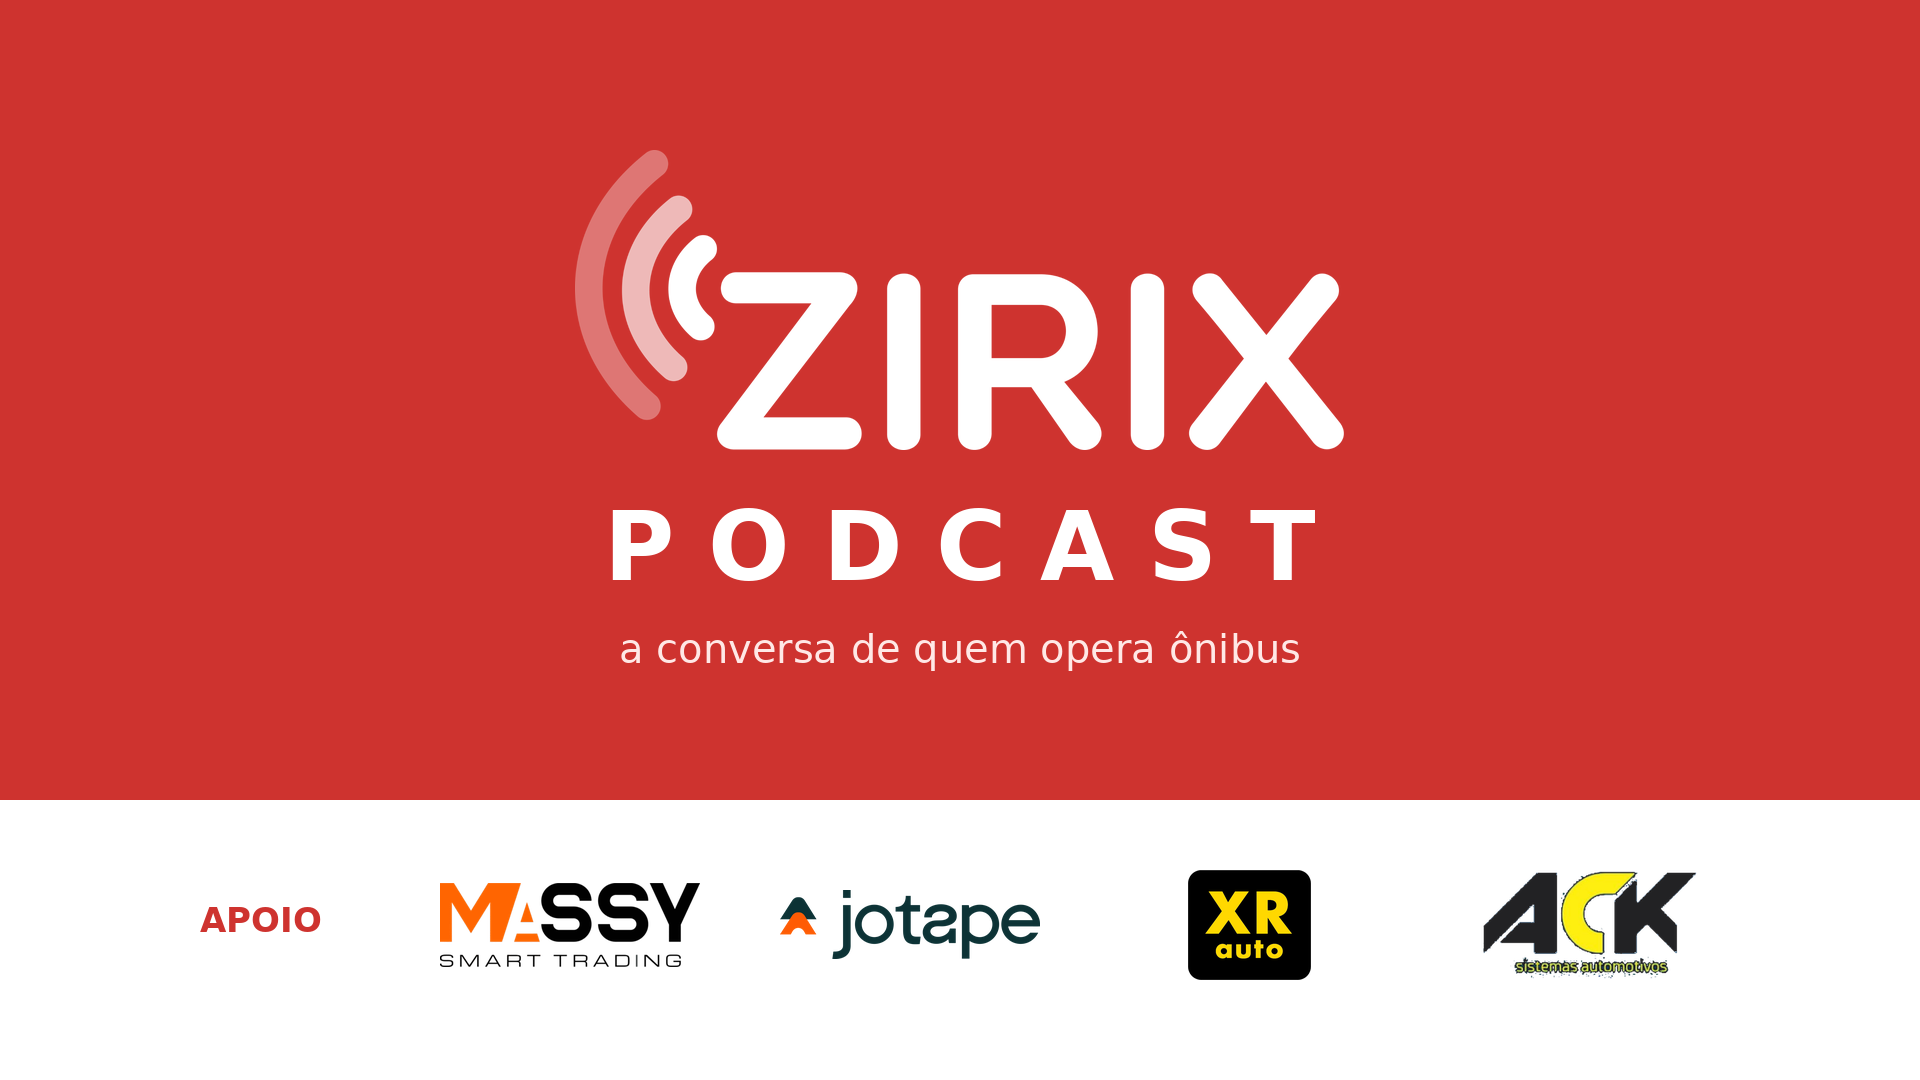 ZIRIX
PODCAST
a conversa de quem opera ônibus
APOIO
MASSY
SMART TRADING
jotape
XR
auto
ACK
sistemas automotivos